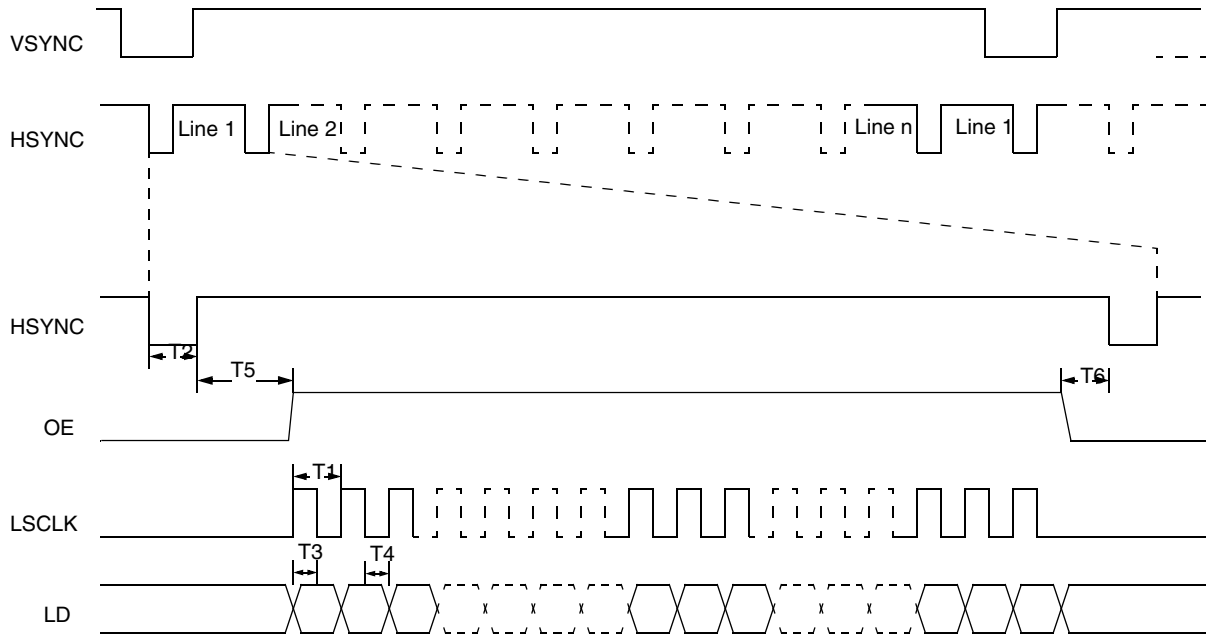 VSYNC
HSYNC
Line 1
Line 2
Line n
Line 1
HSYNC
T2
T5
T6
OE
T1
LSCLK
T3
T4
LD